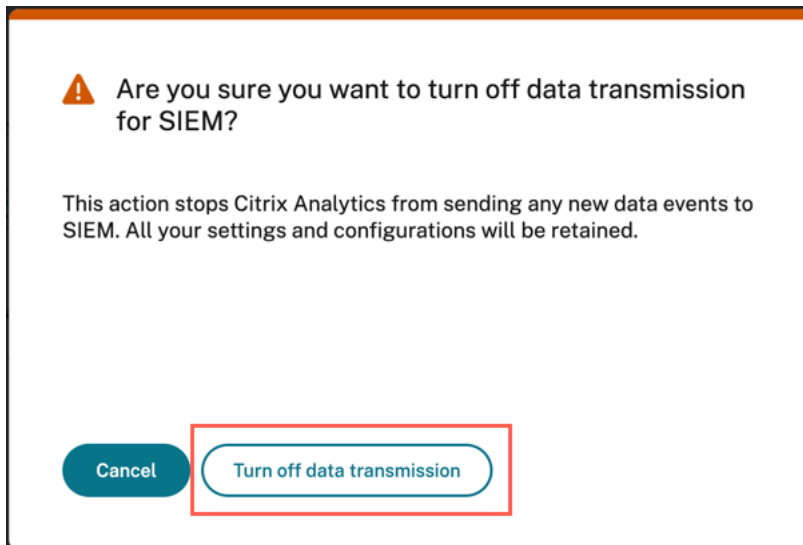 Are you sure you want to turn off data transmission
for SIEM?
This action stops Citrix Analytics from sending any new data events to
SIEM. All your settings and configurations will be retained.
Cancel
Turn off data transmission